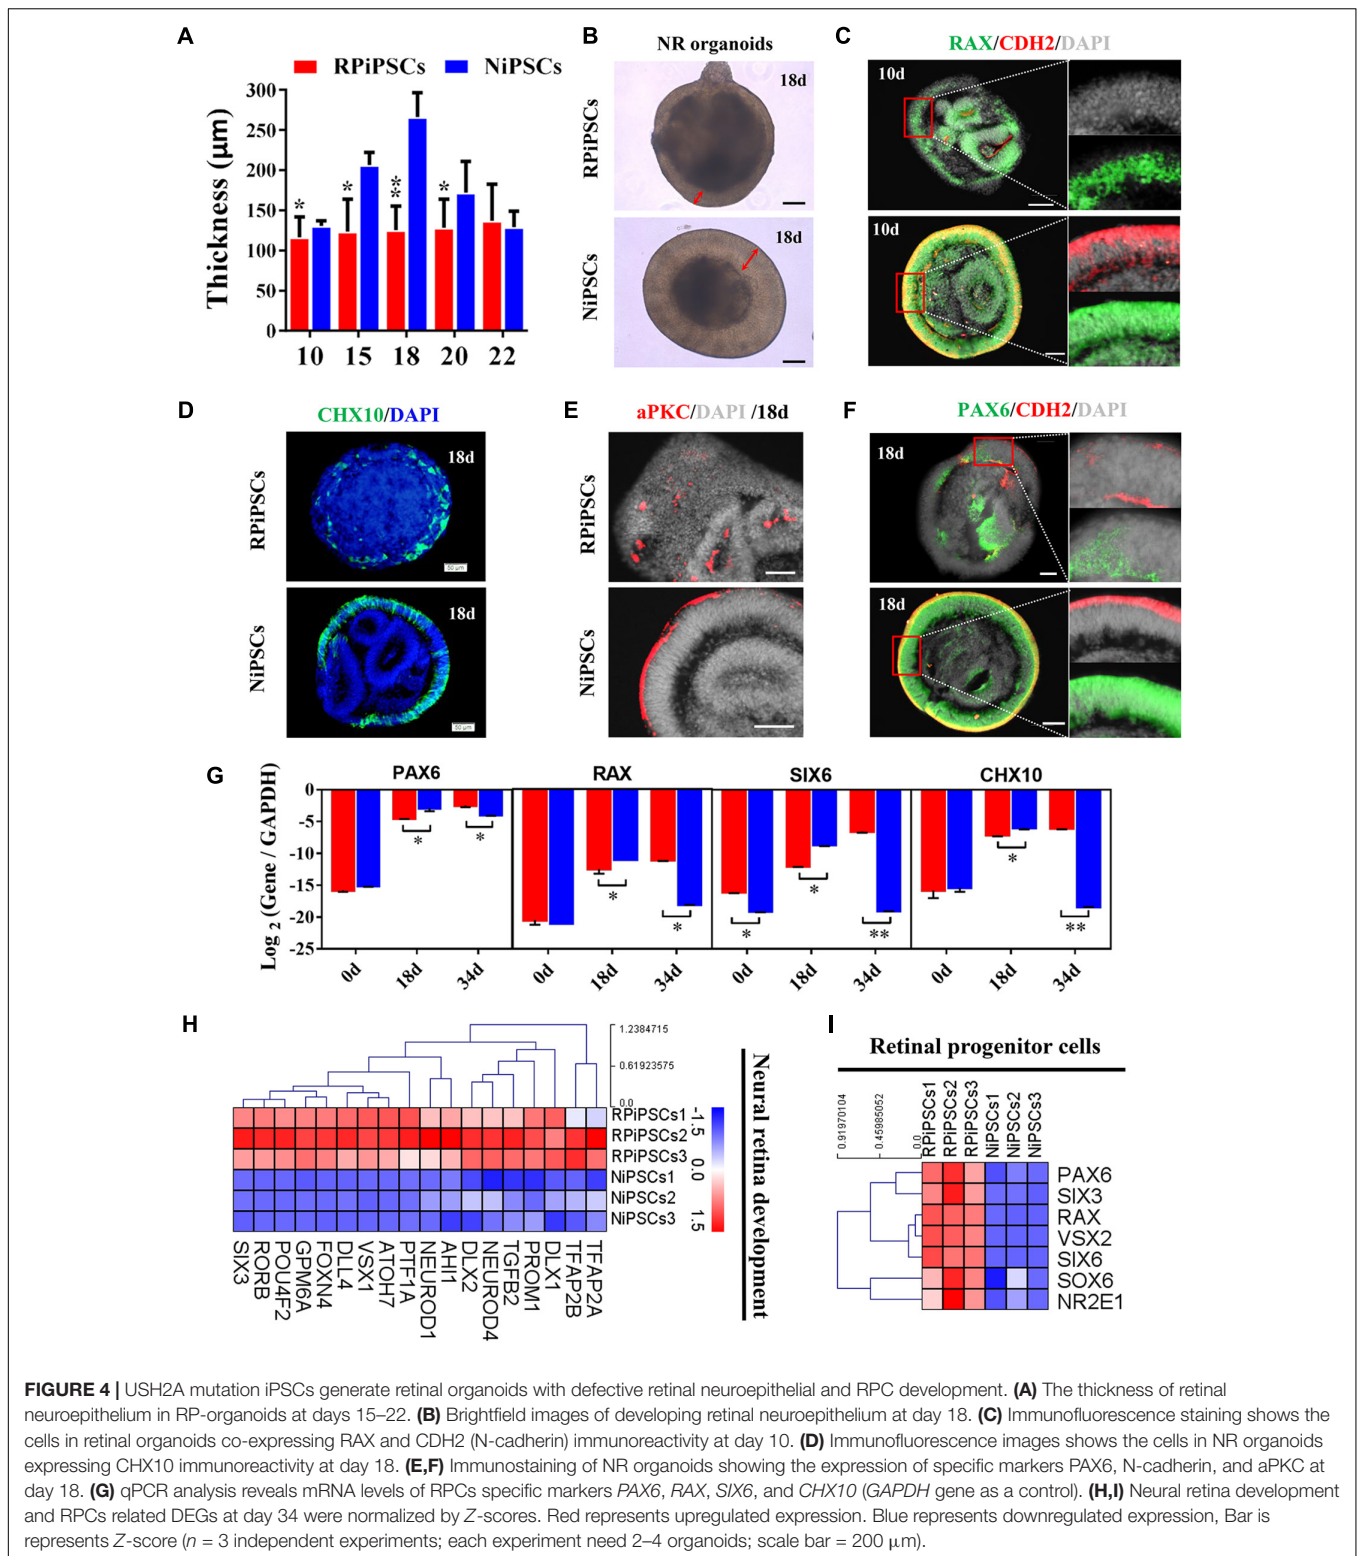 A
RPiPSCs NiPSCs
Thickness (μm)
300
250
200
150
100
50
0
* * ** *
10 15 18 20 22
B
NR organoids
RPiPSCs
18d
NiPSCs
18d
C
RAX/CDH2/DAPI
10d
10d
D
CHX10/DAPI
RPiPSCs
18d
50 μm
NiPSCs
18d
50 μm
E
aPKC/DAPI /18d
RPiPSCs
NiPSCs
F
PAX6/CDH2/DAPI
18d
18d
G
Log 2 (Gene / GAPDH)
0
-5
-10
-15
-20
-25
PAX6 RAX SIX6 CHX10
* * * * * * ** * **
0d 18d 34d 0d 18d 34d 0d 18d 34d 0d 18d 34d
H
1.2384715
0.61923575
0.0
RPiPSCs1
RPiPSCs2
RPiPSCs3
NiPSCs1
NiPSCs2
NiPSCs3
-1.5 0.0 1.5
Neural retina development
SIX3
RORB
POU4F2
GPM6A
FOXN4
DLL4
VSX1
ATOH7
PTF1A
NEUROD1
AHI1
DLX2
NEUROD4
TGFB2
PROM1
DLX1
TFAP2B
TFAP2A
I
Retinal progenitor cells
0.91970104
0.45985052
0.0
RPiPSCs1
RPiPSCs2
RPiPSCs3
NiPSCs1
NiPSCs2
NiPSCs3
PAX6
SIX3
RAX
VSX2
SIX6
SOX6
NR2E1
FIGURE 4 | USH2A mutation iPSCs generate retinal organoids with defective retinal neuroepithelial and RPC development. (A) The thickness of retinal
neuroepithelium in RP-organoids at days 15–22. (B) Brightfield images of developing retinal neuroepithelium at day 18. (C) Immunofluorescence staining shows the
cells in retinal organoids co-expressing RAX and CDH2 (N-cadherin) immunoreactivity at day 10. (D) Immunofluorescence images shows the cells in NR organoids
expressing CHX10 immunoreactivity at day 18. (E,F) Immunostaining of NR organoids showing the expression of specific markers PAX6, N-cadherin, and aPKC at
day 18. (G) qPCR analysis reveals mRNA levels of RPCs specific markers PAX6, RAX, SIX6, and CHX10 (GAPDH gene as a control). (H,I) Neural retina development
and RPCs related DEGs at day 34 were normalized by Z-scores. Red represents upregulated expression. Blue represents downregulated expression, Bar is
represents Z-score (n = 3 independent experiments; each experiment need 2–4 organoids; scale bar = 200 μm).